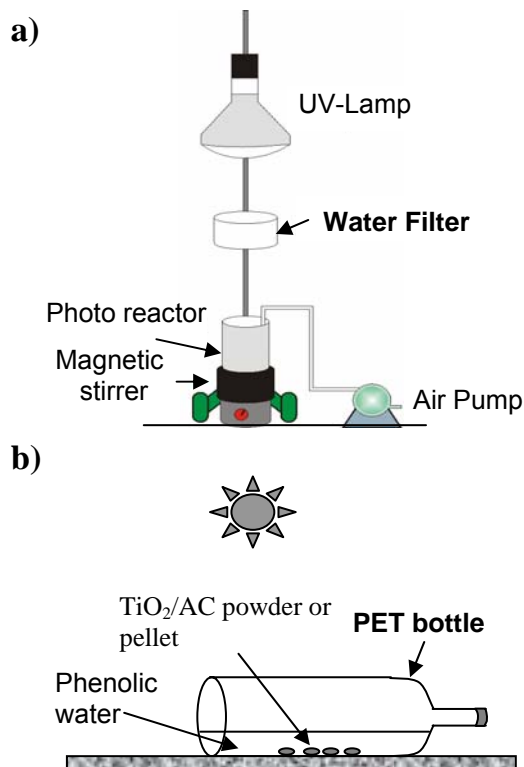 a)
UV-Lamp
Water Filter
Photo reactor
Magnetic
stirrer
Air Pump
b)
TiO₂/AC powder or
pellet
PET bottle
Phenolic
water